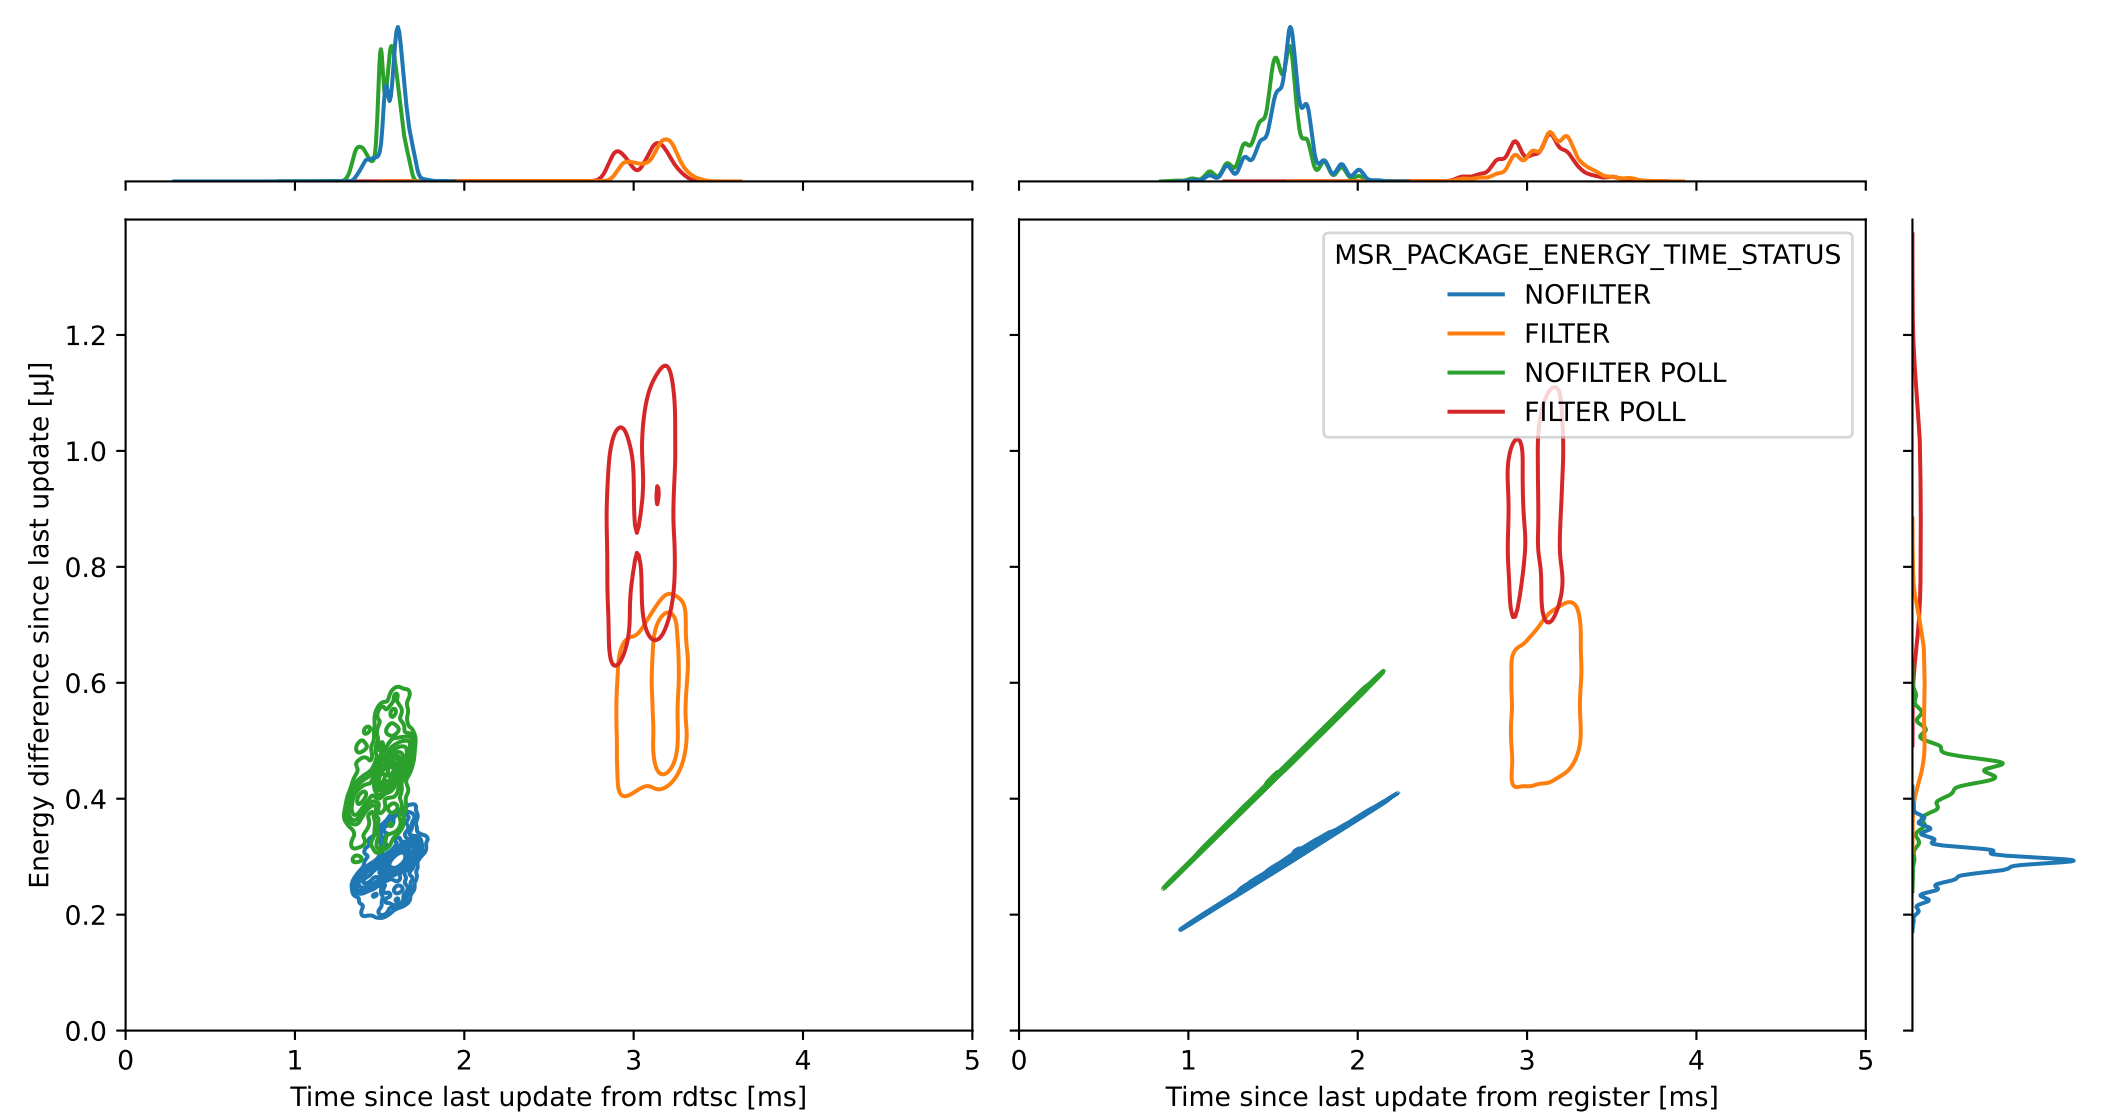 MSR_PACKAGE_ENERGY_TIME_STATUS
NOFILTER
FILTER
NOFILTER POLL
FILTER POLL
Energy difference since last update [µJ]
1.2
1.0
0.8
0.6
0.4
0.2
0.0
0 1 2 3 4 5
0 1 2 3 4 5
Time since last update from rdtsc [ms]
Time since last update from register [ms]